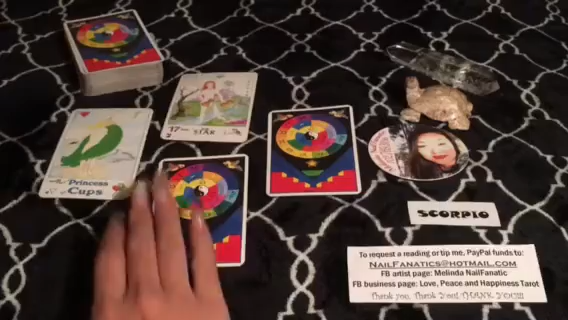 17
STAR
Princess
of Cups
SCORPIO
To request a reading or tip me, PayPal funds to:
NAILFANATICS@HOTMAIL.COM
FB artist page: Melinda NailFanatic
FB business page: Love, Peace and Happiness Tarot
Thank you, Thank You! THANK YOU!!!